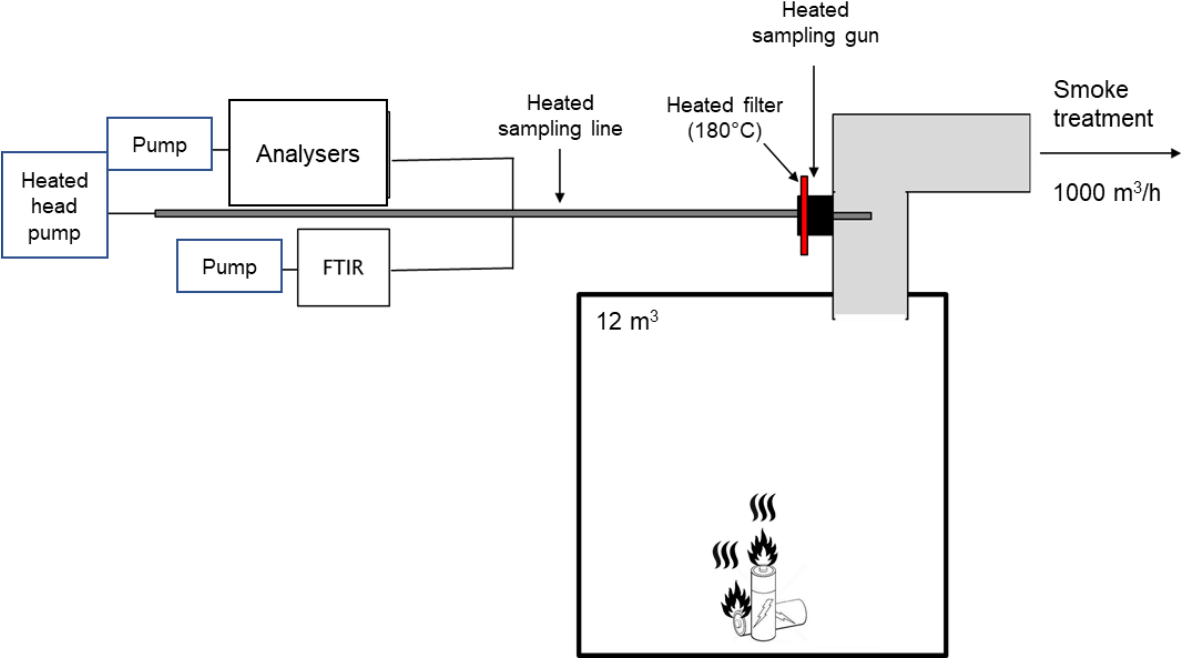 Heated
sampling gun
Heated
sampling line
Heated filter
(180°C)
Smoke
treatment
1000 m³/h
Pump
Analysers
Heated
head
pump
Pump
FTIR
12 m³